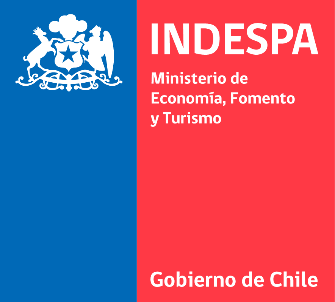 INDESPA
Ministerio de
Economía, Fomento
y Turismo
Gobierno de Chile